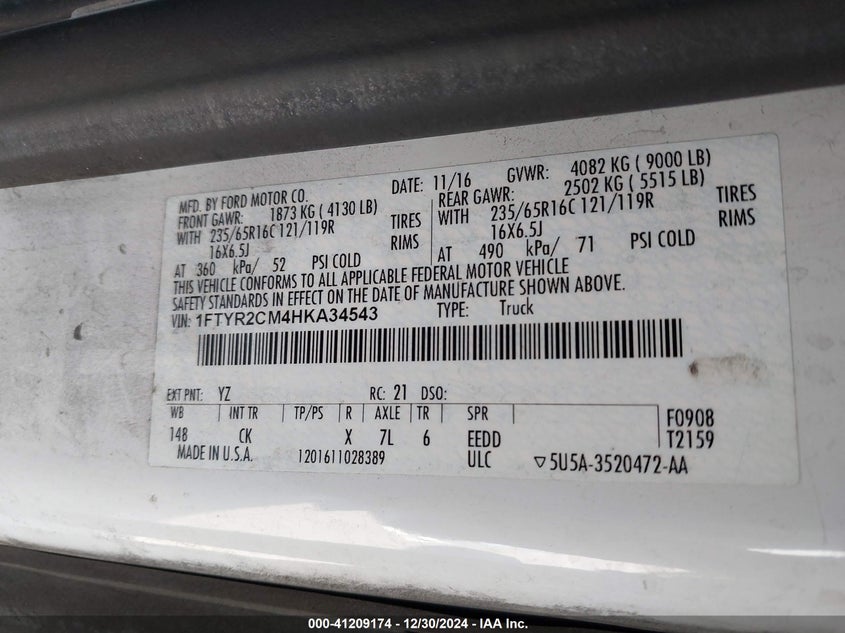 MFD. BY FORD MOTOR CO. DATE: 11/16 GVWR: 4082 KG ( 9000 LB)
FRONT GAWR: 1873 KG ( 4130 LB) REAR GAWR: 2502 KG ( 5515 LB)
WITH 235/65R16C 121/119R TIRES WITH 235/65R16C 121/119R TIRES
16X6.5J RIMS 16X6.5J RIMS
AT 360 kPa/ 52 PSI COLD AT 490 kPa/ 71 PSI COLD
THIS VEHICLE CONFORMS TO ALL APPLICABLE FEDERAL MOTOR VEHICLE
SAFETY STANDARDS IN EFFECT ON THE DATE OF MANUFACTURE SHOWN ABOVE.
VIN: 1FTYR2CM4HKA34543 TYPE: Truck
EXT PNT: YZ RC: 21 DSO:
WB INT TR TP/PS R AXLE TR SPR F0908
148 CK X 7L 6 EEDD T2159
MADE IN U.S.A. 1201611028389 ULC ▽5U5A-3520472-AA
000-41209174 - 12/30/2024 - IAA Inc.